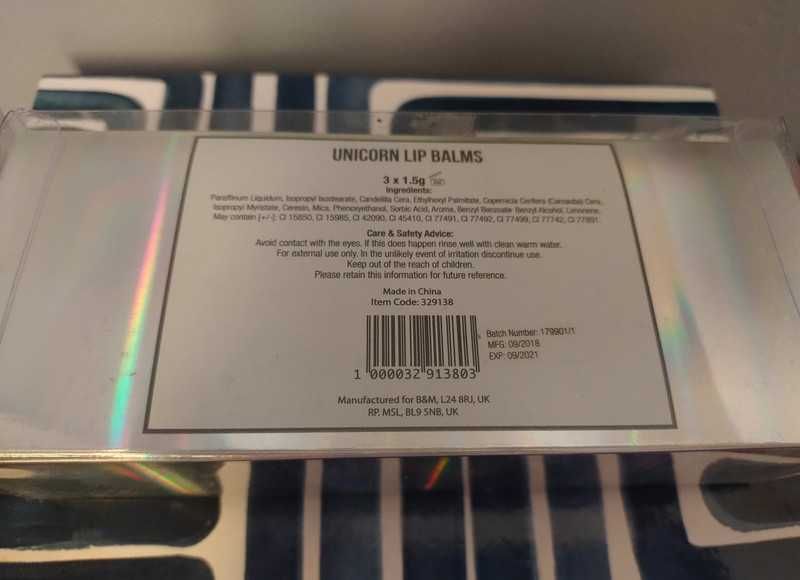 UNICORN LIP BALMS
3 x 1.5g
Ingredients:
Paraffinum Liquidum, Isopropyl Isostearate, Candelilla Cera, Ethylhexyl Palmitate, Copernicia Cerifera (Carnauba) Cera,
Isopropyl Myristate, Ceresin, Mica, Phenoxyethanol, Sorbic Acid, Aroma, Benzyl Benzoate Benzyl Alcohol, Limonene,
May contain [+/-]: CI 15850, CI 15985, CI 42090, CI 45410, CI 77491, CI 77492, CI 77499, CI 77742, CI 77891.
Care & Safety Advice:
Avoid contact with the eyes. If this does happen rinse well with clean warm water.
For external use only. In the unlikely event of irritation discontinue use.
Keep out of the reach of children.
Please retain this information for future reference.
Made in China
Item Code: 329138
Batch Number: 179901/1
MFG: 09/2018
EXP: 09/2021
1 000032 913803
Manufactured for B&M, L24 8RJ, UK
RP. MSL, BL9 5NB, UK